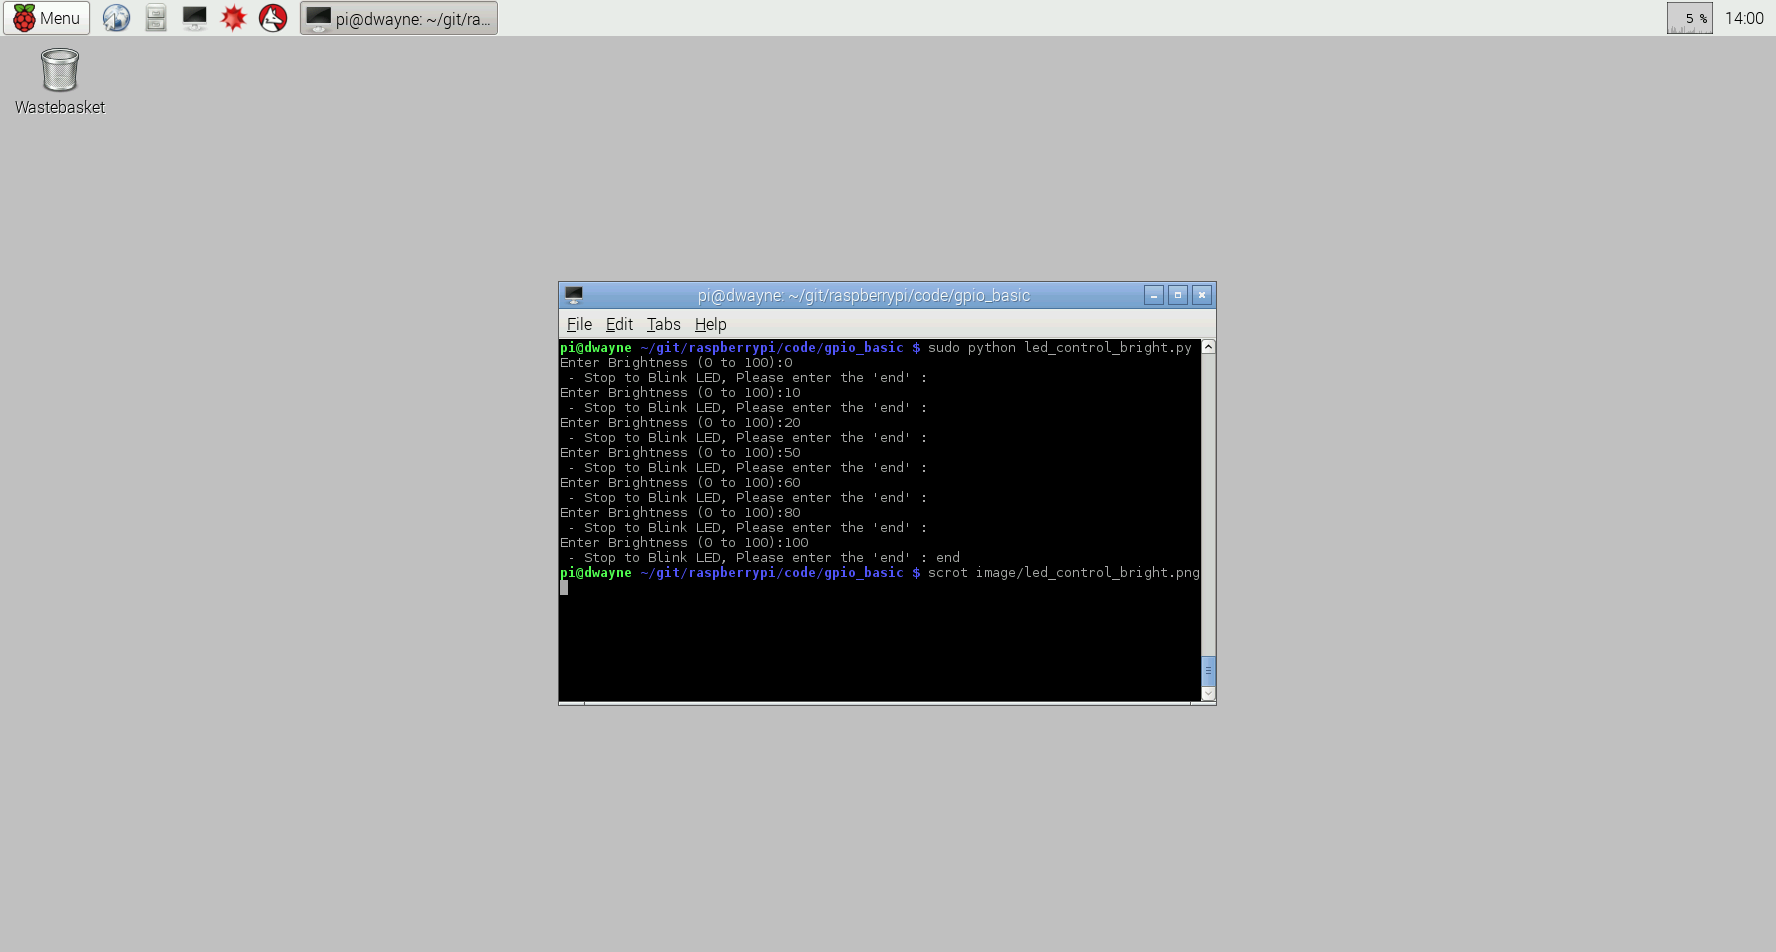 Menu
pi@dwayne: ~/git/ra...
5 %
14:00
Wastebasket
pi@dwayne: ~/git/raspberrypi/code/gpio_basic
File Edit Tabs Help
pi@dwayne ~/git/raspberrypi/code/gpio_basic $ sudo python led_control_bright.py
Enter Brightness (0 to 100):0
 - Stop to Blink LED, Please enter the 'end' :
Enter Brightness (0 to 100):10
 - Stop to Blink LED, Please enter the 'end' :
Enter Brightness (0 to 100):20
 - Stop to Blink LED, Please enter the 'end' :
Enter Brightness (0 to 100):50
 - Stop to Blink LED, Please enter the 'end' :
Enter Brightness (0 to 100):60
 - Stop to Blink LED, Please enter the 'end' :
Enter Brightness (0 to 100):80
 - Stop to Blink LED, Please enter the 'end' :
Enter Brightness (0 to 100):100
 - Stop to Blink LED, Please enter the 'end' : end
pi@dwayne ~/git/raspberrypi/code/gpio_basic $ scrot image/led_control_bright.png